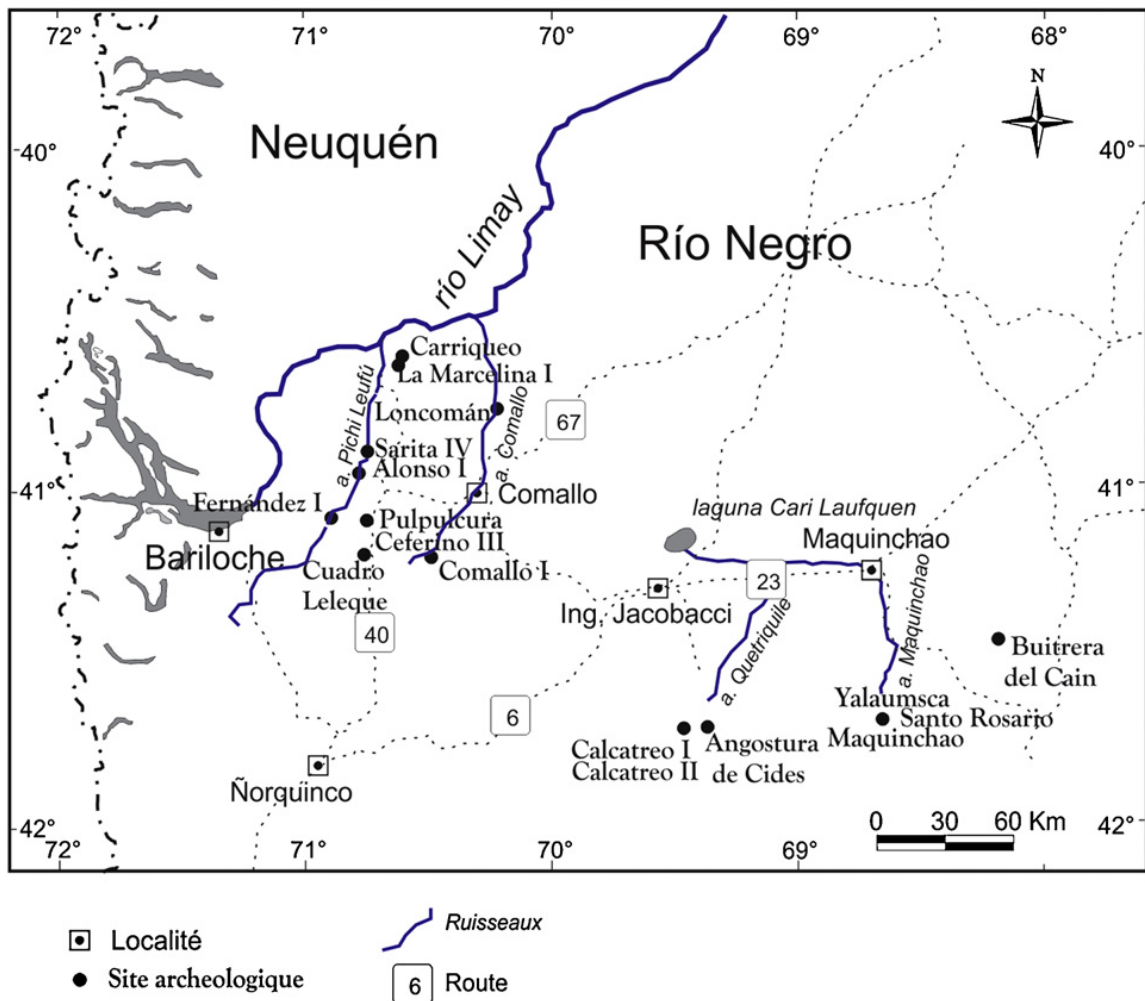 72°
71°
70°
69°
68°
N
Neuquén
40°
40°
río Limay
Río Negro
Carriqueo
La Marcelina I
a. Pichi Leufú
Loncomán
a. Comallo
67
Sarita IV
Alonso I
41°
41°
Fernández I
Comallo
laguna Cari Laufquen
Pulpulcura
Maquinchao
Bariloche
Ceferino III
Cuadro
Leleque
Comallo I
23
Ing. Jacobacci
40
a. Quetriquile
a. Maquinchao
Buitrera
del Cain
6
Yalaumsca
Santo Rosario
Maquinchao
Calcatreo I
Calcatreo II
Angostura
de Cides
Ñorquinco
42°
0 30 60 Km
42°
72°
71°
70°
69°
68°
Localité
Ruisseaux
Site archeologique
6
Route